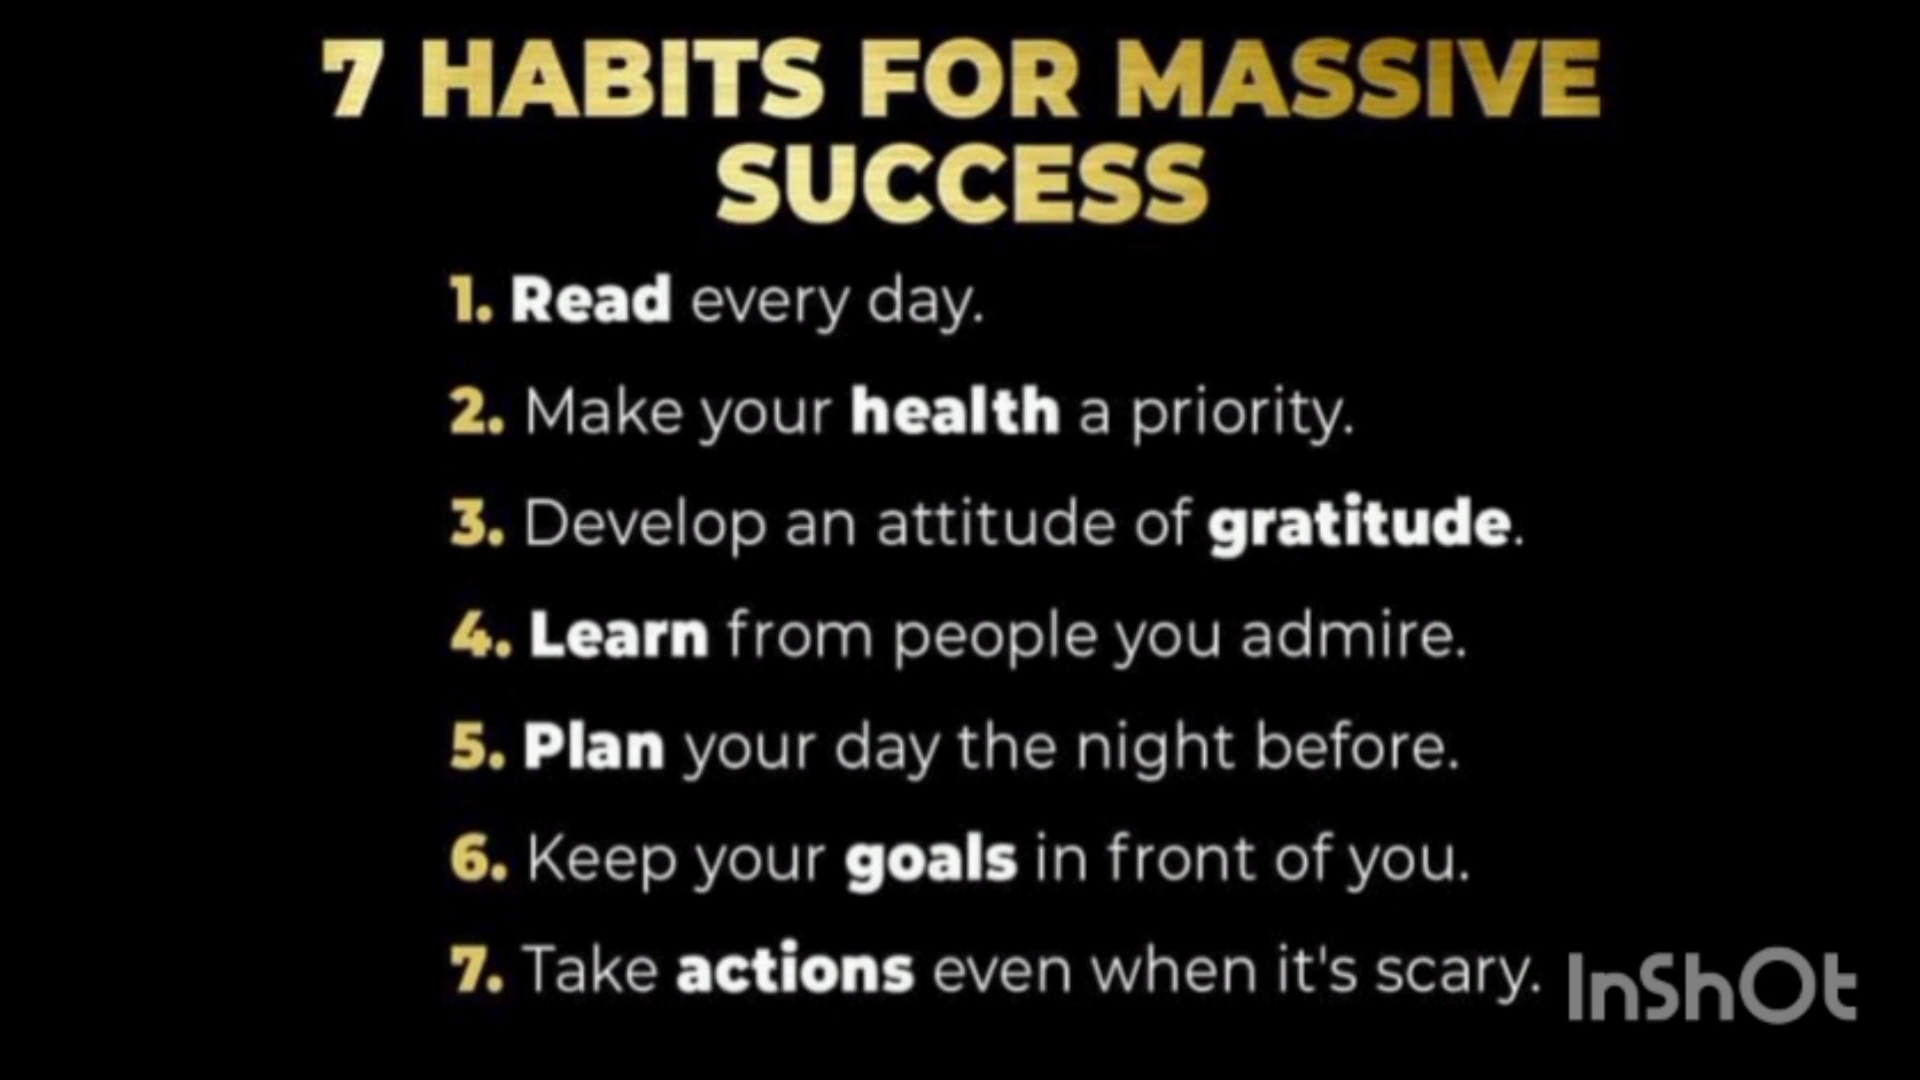 7 HABITS FOR MASSIVE
SUCCESS
1. Read every day.
2. Make your health a priority.
3. Develop an attitude of gratitude.
4. Learn from people you admire.
5. Plan your day the night before.
6. Keep your goals in front of you.
7. Take actions even when it's scary.
InShOt